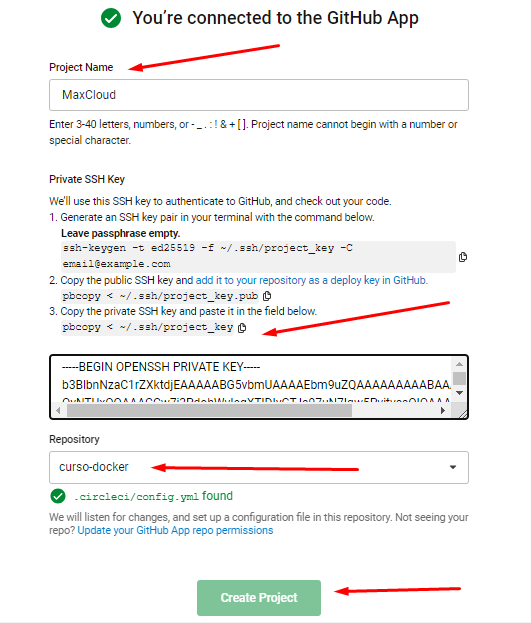 You're connected to the GitHub App
Project Name
MaxCloud
Enter 3-40 letters, numbers, or - _ . : ! & + [ ]. Project name cannot begin with a number or
special character.
Private SSH Key
We'll use this SSH key to authenticate to GitHub, and check out your code.
1. Generate an SSH key pair in your terminal with the command below.
Leave passphrase empty.
ssh-keygen -t ed25519 -f ~/.ssh/project_key -C
email@example.com
2. Copy the public SSH key and add it to your repository as a deploy key in GitHub.
pbcopy < ~/.ssh/project_key.pub
3. Copy the private SSH key and paste it in the field below.
pbcopy < ~/.ssh/project_key
-----BEGIN OPENSSH PRIVATE KEY-----
Repository
curso-docker
.circleci/config.yml found
We will listen for changes, and set up a configuration file in this repository. Not seeing your
repo? Update your GitHub App repo permissions
Create Project